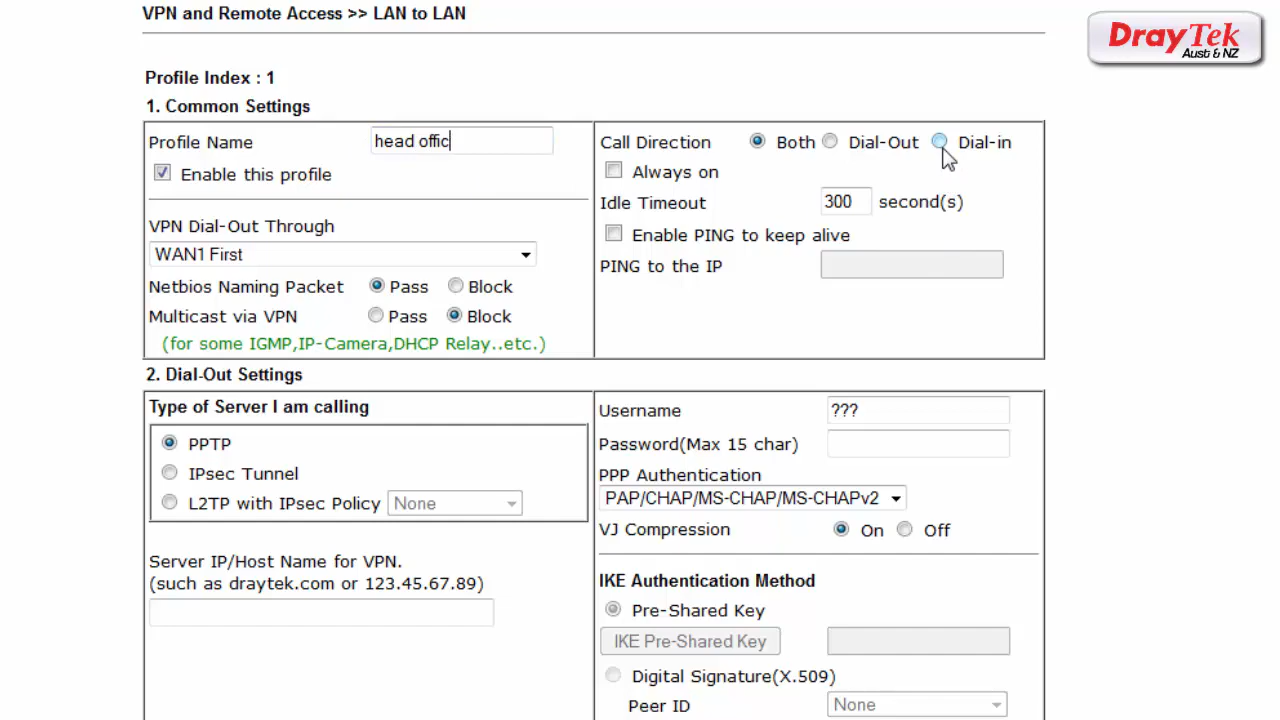 VPN and Remote Access >> LAN to LAN
DrayTek
Aust & NZ
Profile Index : 1
1. Common Settings
Profile Name head offic
Enable this profile
VPN Dial-Out Through
WAN1 First
Netbios Naming Packet Pass Block
Multicast via VPN Pass Block
(for some IGMP,IP-Camera,DHCP Relay..etc.)
Call Direction Both Dial-Out Dial-in
Always on
Idle Timeout 300 second(s)
Enable PING to keep alive
PING to the IP
2. Dial-Out Settings
Type of Server I am calling
PPTP
IPsec Tunnel
L2TP with IPsec Policy None
Server IP/Host Name for VPN.
(such as draytek.com or 123.45.67.89)
Username ???
Password(Max 15 char)
PPP Authentication
PAP/CHAP/MS-CHAP/MS-CHAPv2
VJ Compression On Off
IKE Authentication Method
Pre-Shared Key
IKE Pre-Shared Key
Digital Signature(X.509)
Peer ID None